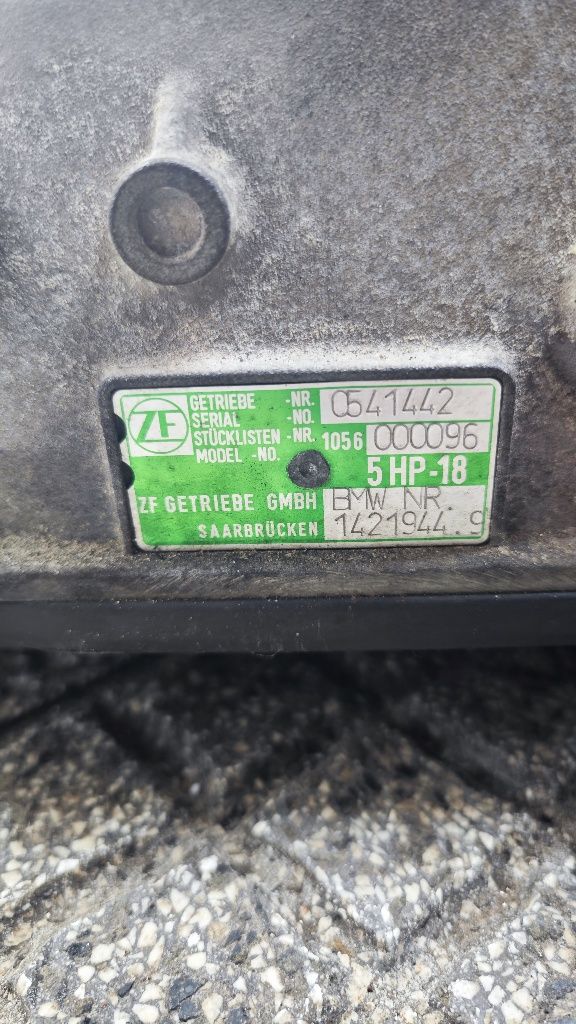 ZF
GETRIEBE -NR. 0541442
SERIAL -NO.
STÜCKLISTEN -NR. 1056 000096
MODEL -NO.
5 HP-18
ZF GETRIEBE GMBH BMW NR.
SAARBRÜCKEN 1421944.9